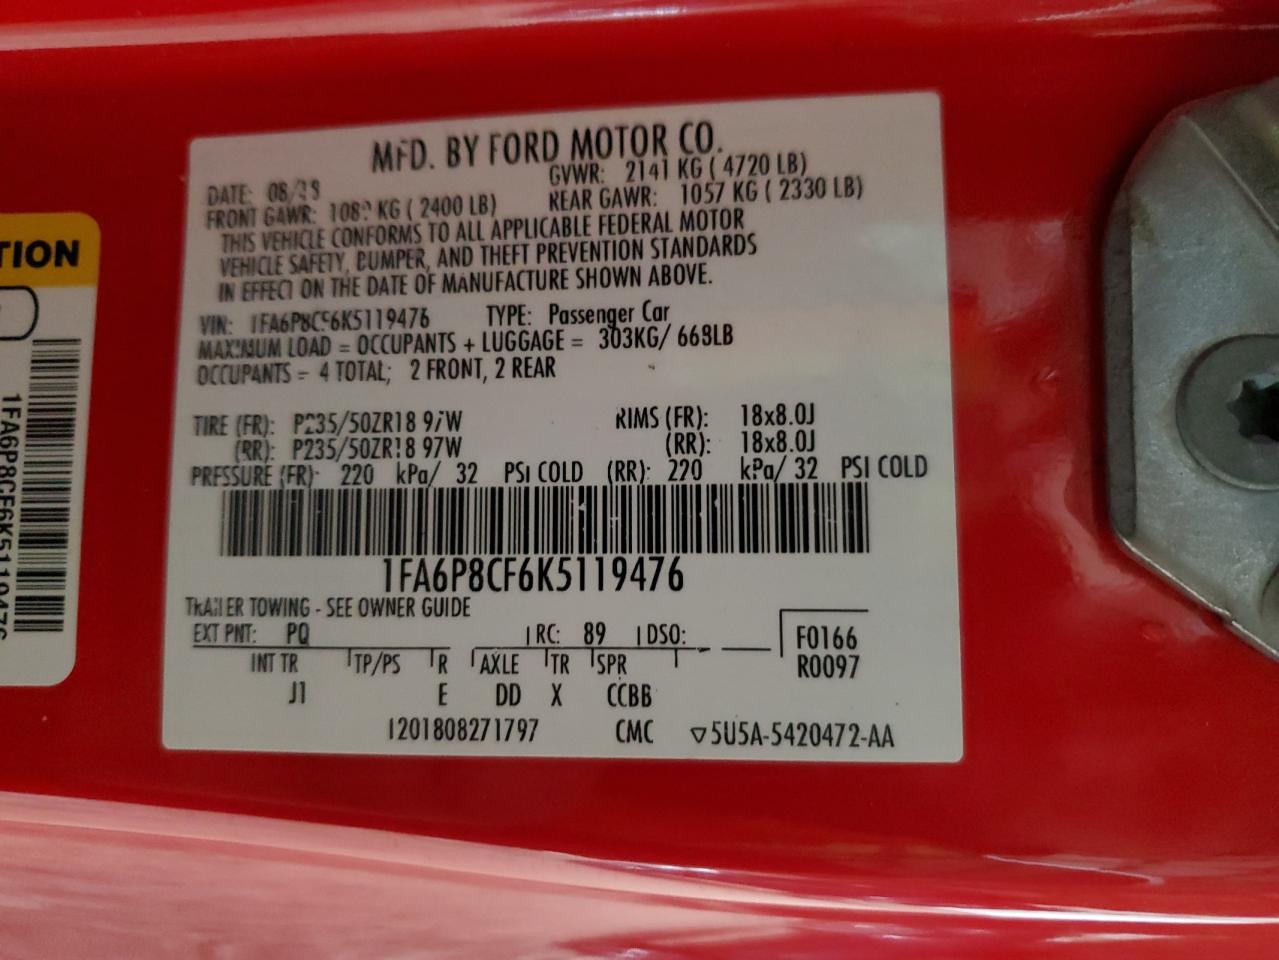 MFD. BY FORD MOTOR CO.
DATE: GVWR: 2141 KG ( 4720 LB)
FRONT GAWR: KG ( 2400 LB) REAR GAWR: 1057 KG ( 2330 LB)
THIS VEHICLE CONFORMS TO ALL APPLICABLE FEDERAL MOTOR
VEHICLE SAFETY, BUMPER, AND THEFT PREVENTION STANDARDS
IN EFFECT ON THE DATE OF MANUFACTURE SHOWN ABOVE.
VIN: 1FA6P8CF6K5119476 TYPE: Passenger Car
MAXIMUM LOAD = OCCUPANTS + LUGGAGE = 303KG/ 668LB
OCCUPANTS = 4 TOTAL; 2 FRONT, 2 REAR
TIRE (FR): P235/50ZR18 97W RIMS (FR): 18x8.0J
(RR): P235/50ZR18 97W (RR): 18x8.0J
PRESSURE (FR): 220 kPa/ 32 PSI COLD (RR): 220 kPa/ 32 PSI COLD
1FA6P8CF6K5119476
TRAILER TOWING - SEE OWNER GUIDE
EXT PNT: PQ RC: 89 DSO: F0166
R0097
INT TR TP/PS R AXLE TR SPR
J1 E DD X CCBB
1201808271797 CMC ▽5U5A-5420472-AA
TION
1FA6P8CF6K5119476